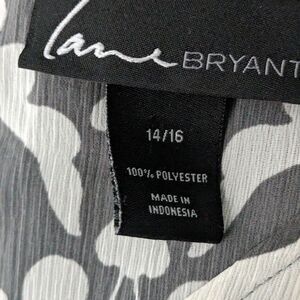 Lane BRYANT
14/16
100% POLYESTER
MADE IN
INDONESIA